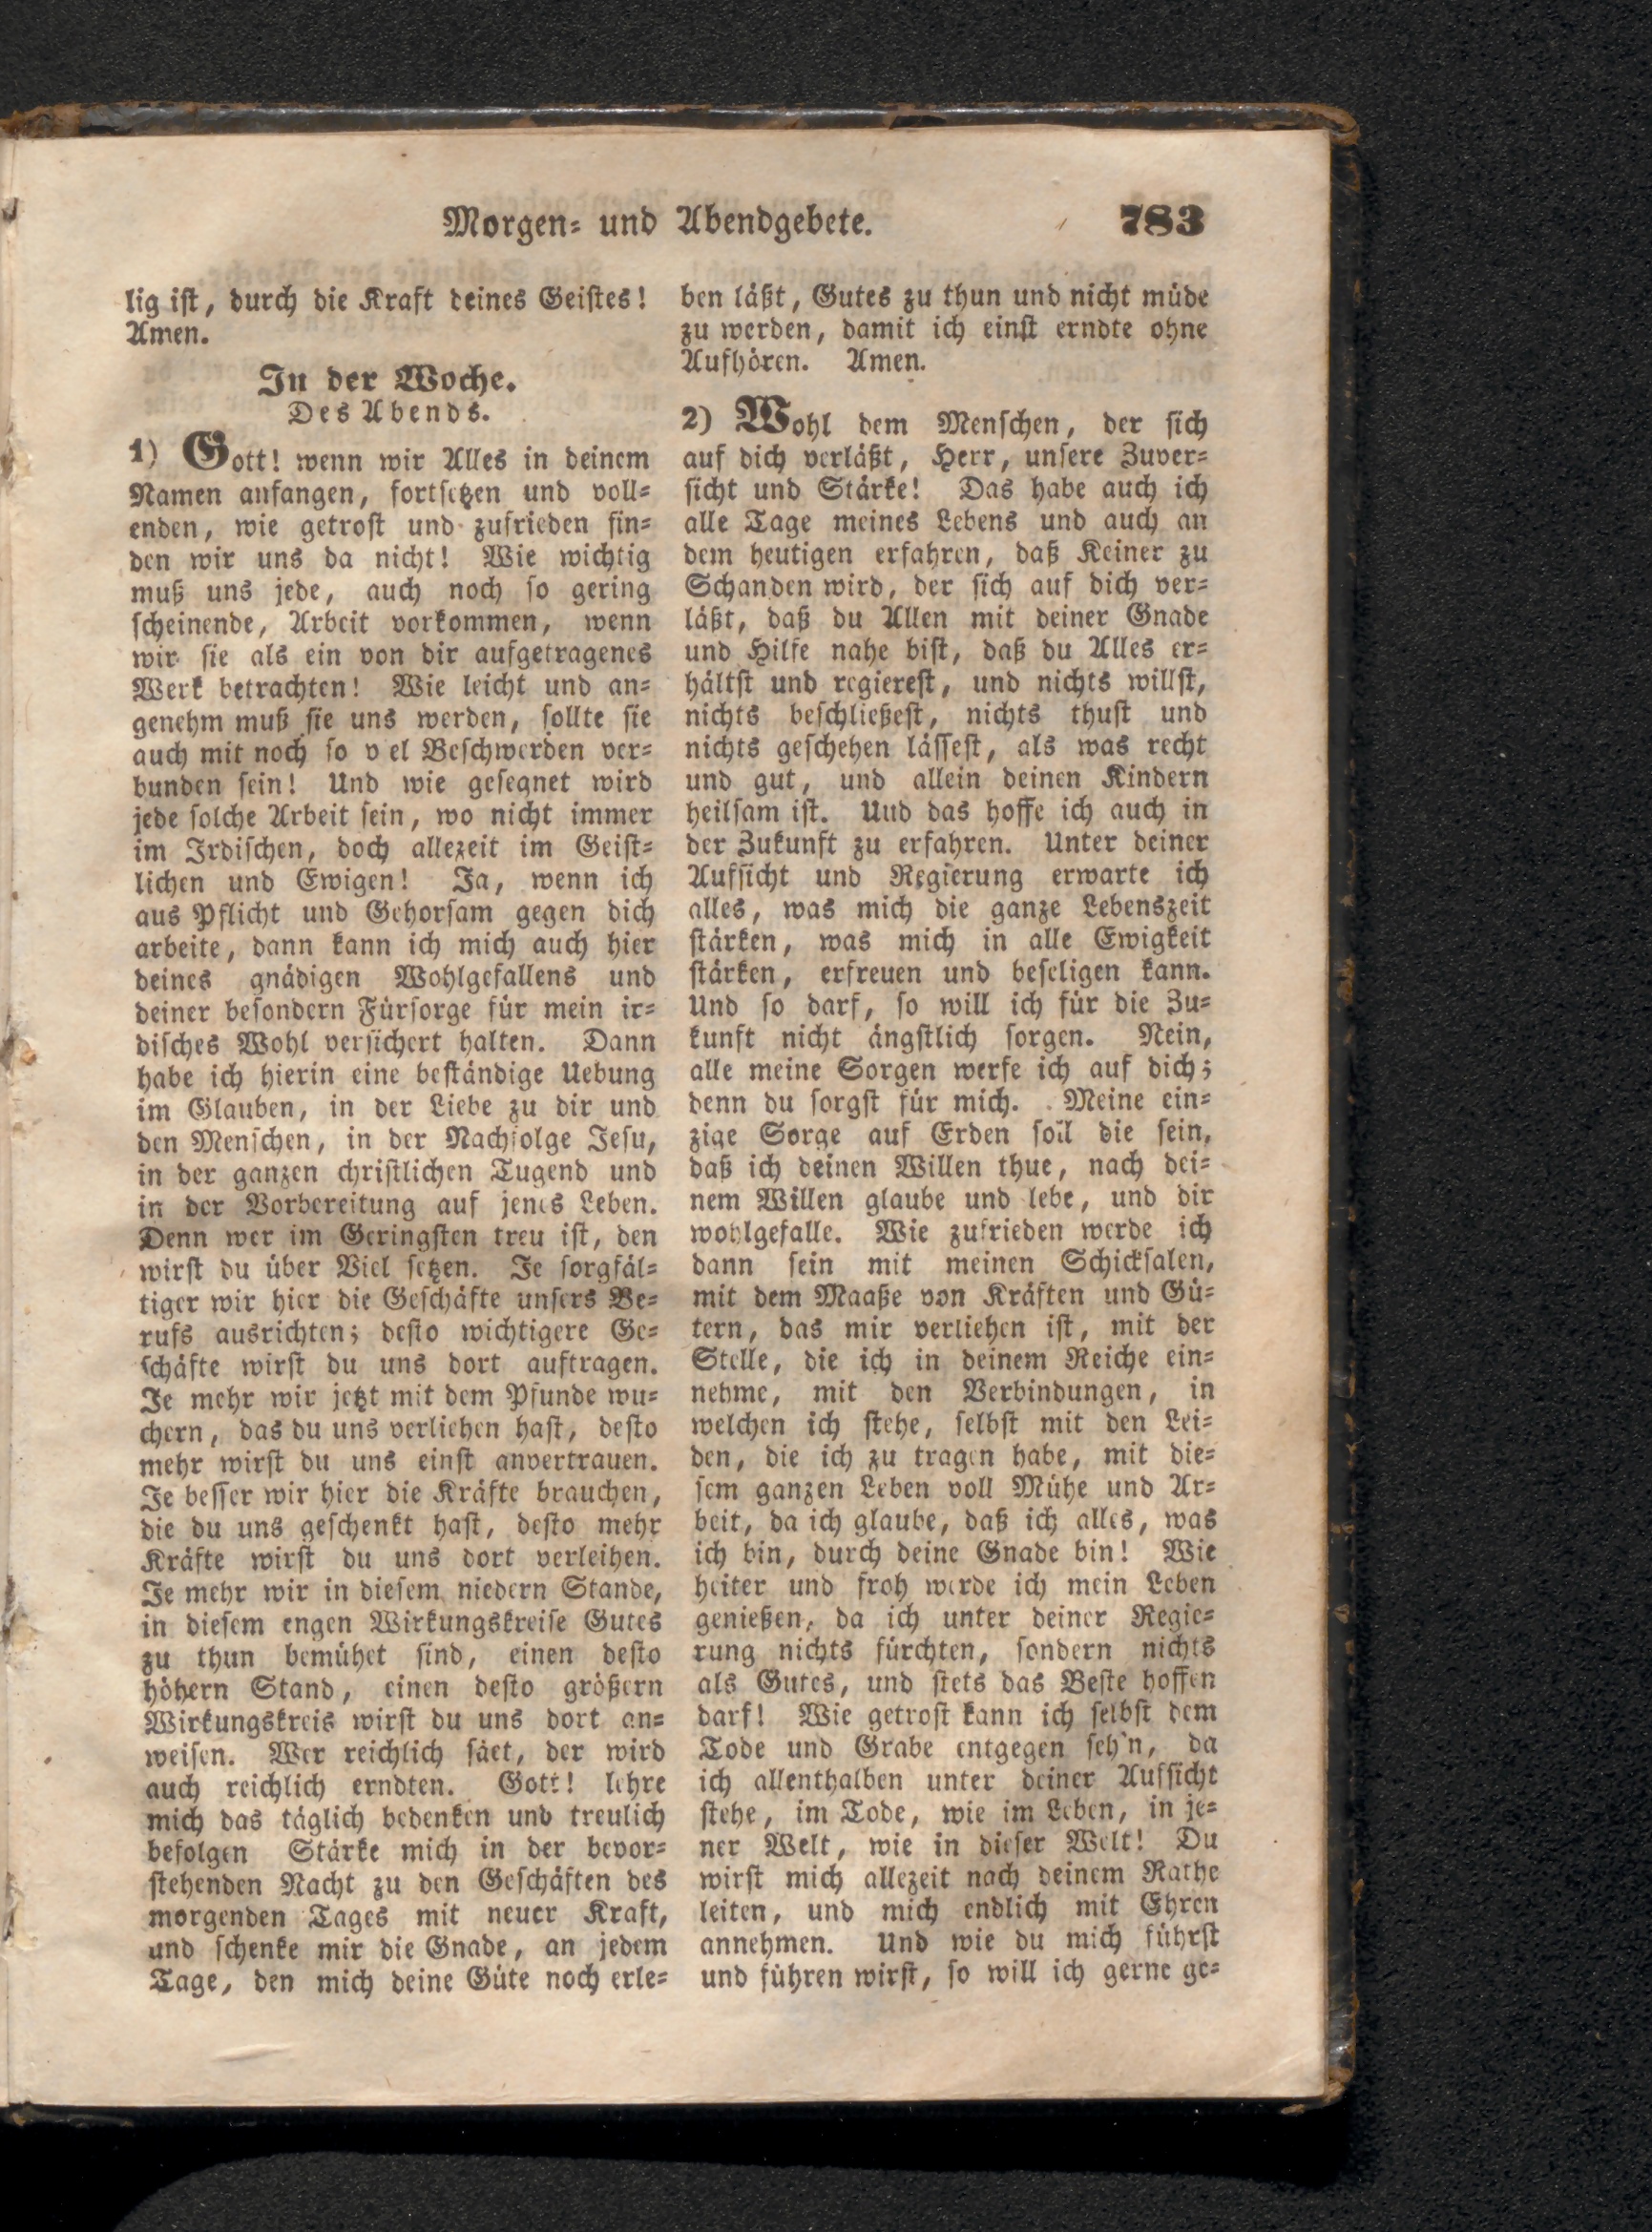 Morgen- und Abendgebete. 783
lig ist, durch die Kraft deines Geistes!
Amen.
In der Woche.
Des Abends.
1) Gott! wenn wir Alles in deinem
Namen anfangen, fortsetzen und voll-
enden, wie getrost und zufrieden fin-
den wir uns da nicht! Wie wichtig
muß uns jede, auch noch so gering
scheinende, Arbeit vorkommen, wenn
wir sie als ein von dir aufgetragenes
Werk betrachten! Wie leicht und an-
genehm muß sie uns werden, sollte sie
auch mit noch so v el Beschwerden ver-
bunden sein! Und wie gesegnet wird
jede solche Arbeit sein, wo nicht immer
im Irdischen, doch allezeit im Geist-
lichen und Ewigen! Ja, wenn ich
aus Pflicht und Gehorsam gegen dich
arbeite, dann kann ich mich auch hier
deines gnädigen Wohlgefallens und
deiner besondern Fürsorge für mein ir-
disches Wohl versichert halten. Dann
habe ich hierin eine beständige Uebung
im Glauben, in der Liebe zu dir und
den Menschen, in der Nachfolge Jesu,
in der ganzen christlichen Tugend und
in der Vorbereitung auf jenes Leben.
Denn wer im Geringsten treu ist, den
wirst du über Viel setzen. Je sorgfäl-
tiger wir hier die Geschäfte unsers Be-
rufs ausrichten; desto wichtigere Ge-
schäfte wirst du uns dort auftragen.
Je mehr wir jetzt mit dem Pfunde wu-
chern, das du uns verliehen hast, desto
mehr wirst du uns einst anvertrauen.
Je besser wir hier die Kräfte brauchen,
die du uns geschenkt hast, desto mehr
Kräfte wirst du uns dort verleihen.
Je mehr wir in diesem niedern Stande,
in diesem engen Wirkungskreise Gutes
zu thun bemühet sind, einen desto
höhern Stand, einen desto größern
Wirkungskreis wirst du uns dort an-
weisen. Wer reichlich säet, der wird
auch reichlich erndten. Gott! lehre
mich das täglich bedenken und treulich
befolgen Stärke mich in der bevor-
stehenden Nacht zu den Geschäften des
morgenden Tages mit neuer Kraft,
und schenke mir die Gnade, an jedem
Tage, den mich deine Güte noch erle-
ben läßt, Gutes zu thun und nicht müde
zu werden, damit ich einst erndte ohne
Aufhören. Amen.
2) Wohl dem Menschen, der sich
auf dich verläßt, Herr, unsere Zuver-
sicht und Stärke! Das habe auch ich
alle Tage meines Lebens und auch an
dem heutigen erfahren, daß Keiner zu
Schanden wird, der sich auf dich ver-
läßt, daß du Allen mit deiner Gnade
und Hilfe nahe bist, daß du Alles er-
hältst und regierest, und nichts willst,
nichts beschließest, nichts thust und
nichts geschehen lässest, als was recht
und gut, und allein deinen Kindern
heilsam ist. Und das hoffe ich auch in
der Zukunft zu erfahren. Unter deiner
Aufsicht und Regierung erwarte ich
alles, was mich die ganze Lebenszeit
stärken, was mich in alle Ewigkeit
stärken, erfreuen und beseligen kann.
Und so darf, so will ich für die Zu-
kunft nicht ängstlich sorgen. Nein,
alle meine Sorgen werfe ich auf dich;
denn du sorgst für mich. Meine ein-
zige Sorge auf Erden soll die sein,
daß ich deinen Willen thue, nach dei-
nem Willen glaube und lebe, und dir
wohlgefalle. Wie zufrieden werde ich
dann sein mit meinen Schicksalen,
mit dem Maaße von Kräften und Gü-
tern, das mir verliehen ist, mit der
Stelle, die ich in deinem Reiche ein-
nehme, mit den Verbindungen, in
welchen ich stehe, selbst mit den Lei-
den, die ich zu tragen habe, mit die-
sem ganzen Leben voll Mühe und Ar-
beit, da ich glaube, daß ich alles, was
ich bin, durch deine Gnade bin! Wie
heiter und froh werde ich mein Leben
genießen, da ich unter deiner Regie-
rung nichts fürchten, sondern nichts
als Gutes, und stets das Beste hoffen
darf! Wie getrost kann ich selbst dem
Tode und Grabe entgegen seh'n, da
ich allenthalben unter deiner Aufsicht
stehe, im Tode, wie im Leben, in je-
ner Welt, wie in dieser Welt! Du
wirst mich allezeit nach deinem Rathe
leiten, und mich endlich mit Ehren
annehmen. Und wie du mich führst
und führen wirst, so will ich gerne ge-